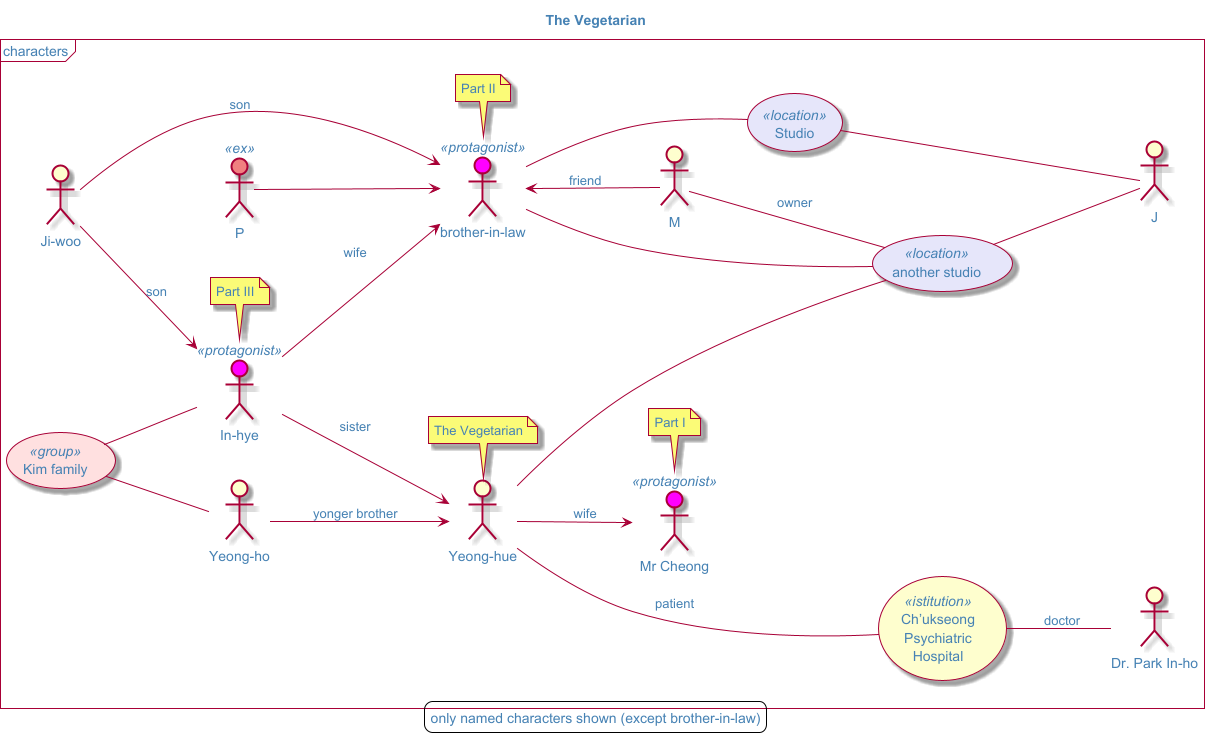 The Vegetarian
characters
Part II
son
«location»
Studio
«ex»
«protagonist»
friend
M
owner
J
Ji-woo
P
brother-in-law
wife
«location»
another studio
son
Part III
«protagonist»
In-hye
sister
The Vegetarian
Part I
«group»
Kim family
«protagonist»
yonger brother
wife
Yeong-ho
Yeong-hue
Mr Cheong
patient
«istitution»
Ch'ukseong
Psychiatric
Hospital
doctor
Dr. Park In-ho
only named characters shown (except brother-in-law)